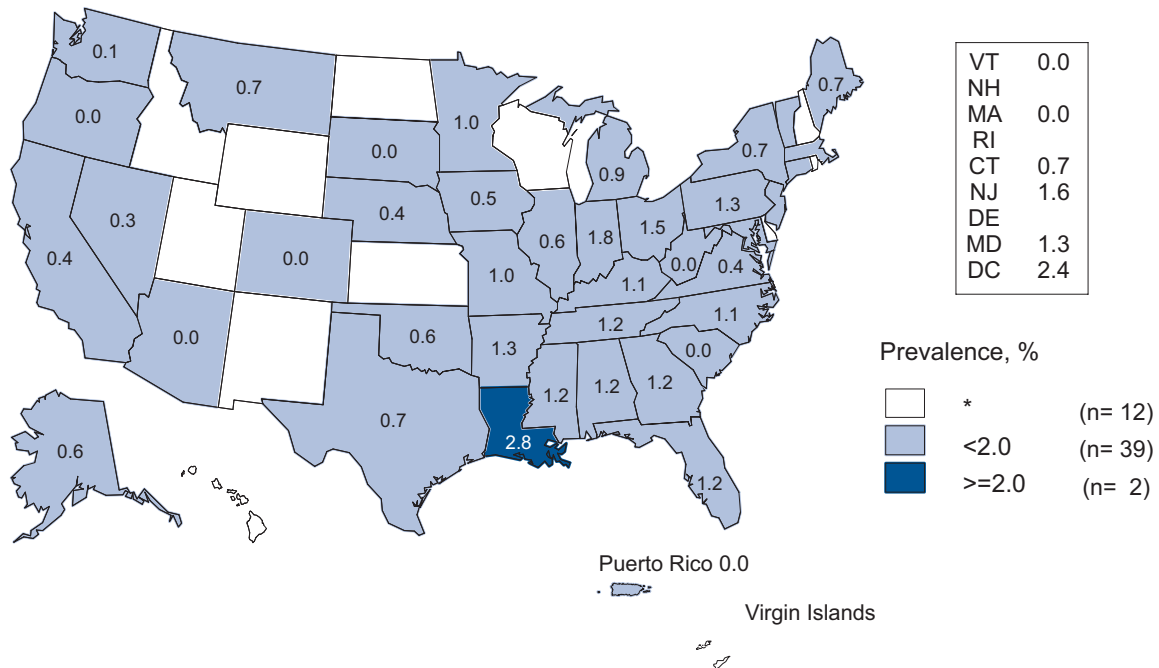 0.1
0.7
0.0
1.0
0.7
0.0
0.7
0.9
0.5
0.4
1.3
0.3
1.5
0.6
1.8
0.4
0.0
0.0
0.4
1.0
1.1
1.1
1.2
0.0
0.6
1.3
0.0
1.2
1.2
1.2
0.7
2.8
0.6
1.2
VT 0.0
NH
MA 0.0
RI
CT 0.7
NJ 1.6
DE
MD 1.3
DC 2.4
Prevalence, %
* (n= 12)
<2.0 (n= 39)
>=2.0 (n= 2)
Puerto Rico 0.0
Virgin Islands